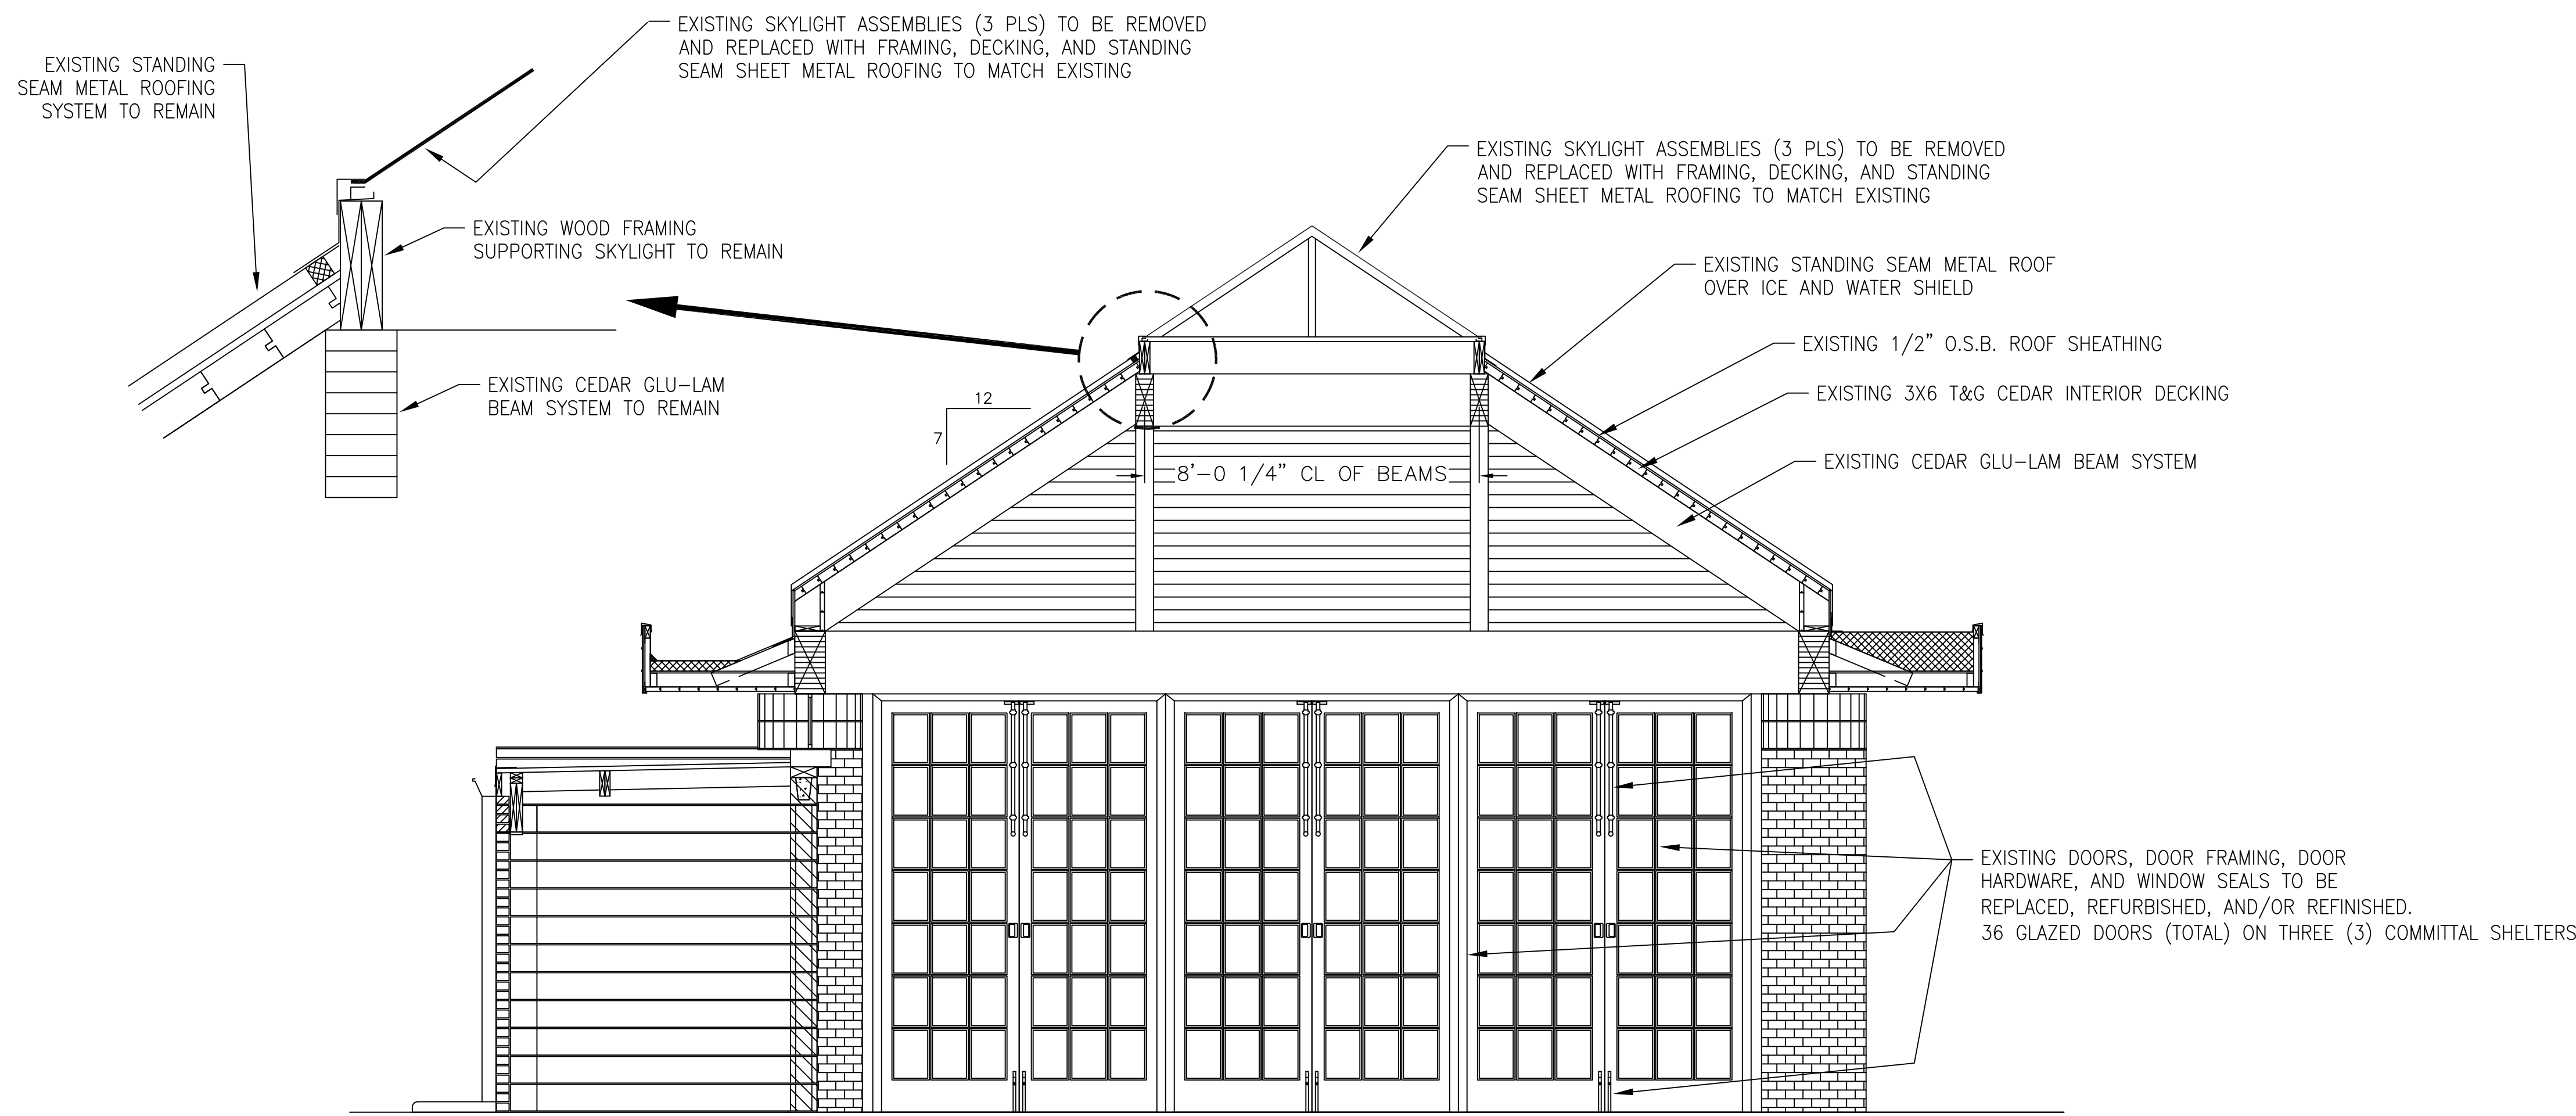 EXISTING SKYLIGHT ASSEMBLIES (3 PLS) TO BE REMOVED
AND REPLACED WITH FRAMING, DECKING, AND STANDING
SEAM SHEET METAL ROOFING TO MATCH EXISTING
EXISTING STANDING
SEAM METAL ROOFING
SYSTEM TO REMAIN
EXISTING WOOD FRAMING
SUPPORTING SKYLIGHT TO REMAIN
EXISTING CEDAR GLU-LAM
BEAM SYSTEM TO REMAIN
EXISTING SKYLIGHT ASSEMBLIES (3 PLS) TO BE REMOVED
AND REPLACED WITH FRAMING, DECKING, AND STANDING
SEAM SHEET METAL ROOFING TO MATCH EXISTING
EXISTING STANDING SEAM METAL ROOF
OVER ICE AND WATER SHIELD
EXISTING 1/2" O.S.B. ROOF SHEATHING
EXISTING 3X6 T&G CEDAR INTERIOR DECKING
EXISTING CEDAR GLU-LAM BEAM SYSTEM
12
7
8'-0 1/4" CL OF BEAMS
EXISTING DOORS, DOOR FRAMING, DOOR
HARDWARE, AND WINDOW SEALS TO BE
REPLACED, REFURBISHED, AND/OR REFINISHED.
36 GLAZED DOORS (TOTAL) ON THREE (3) COMMITTAL SHELTERS